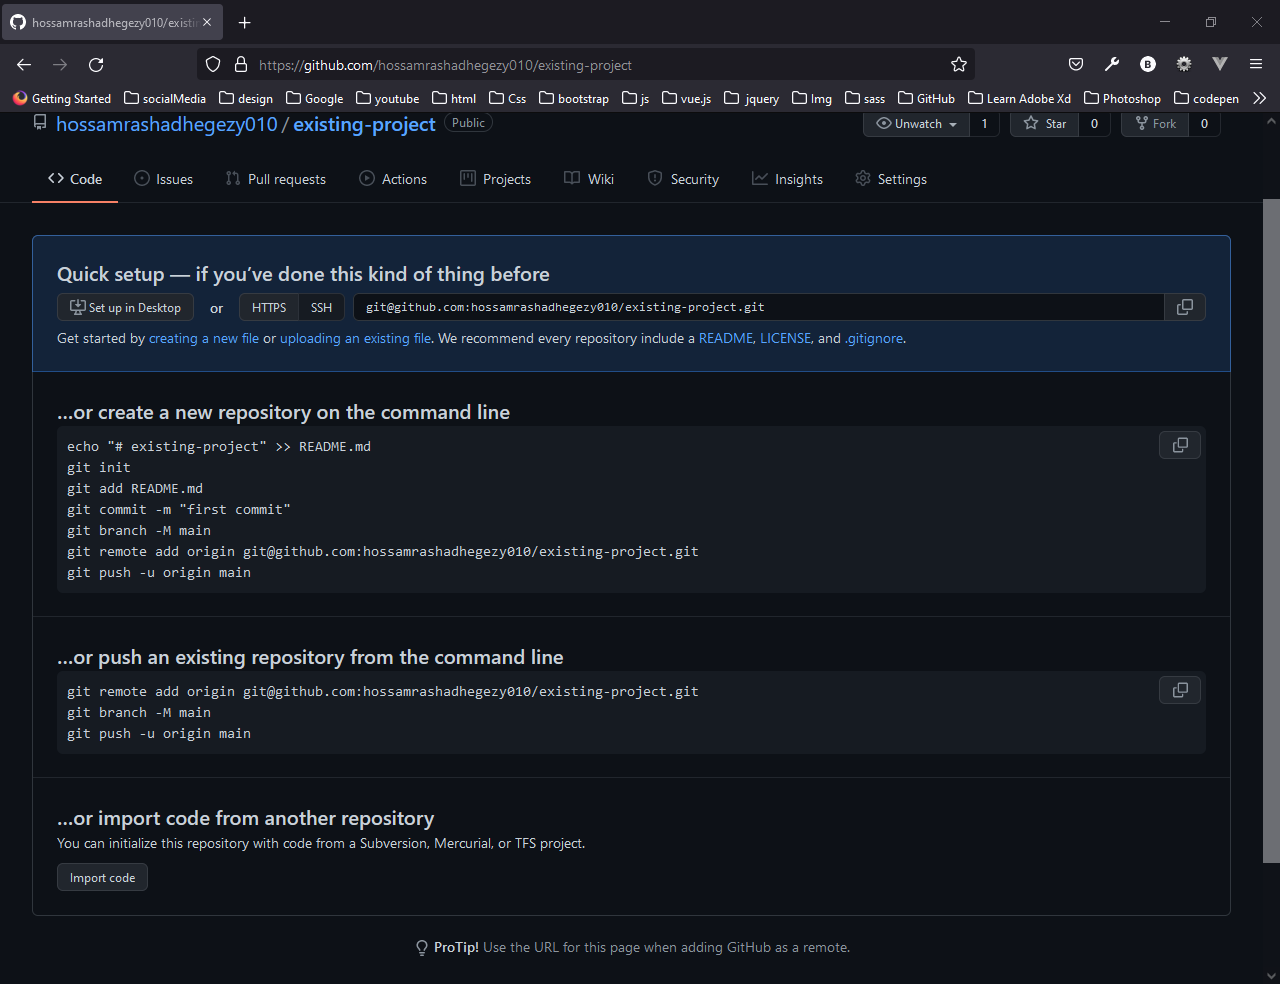 hossamrashadhegezy010/existi
https://github.com/hossamrashadhegezy010/existing-project
Getting Started socialMedia design Google youtube html Css bootstrap js vue.js jquery Img sass GitHub Learn Adobe Xd Photoshop codepen
hossamrashadhegezy010 / existing-project Public Unwatch 1 Star 0 Fork 0
Code Issues Pull requests Actions Projects Wiki Security Insights Settings
Quick setup — if you’ve done this kind of thing before
Set up in Desktop or HTTPS SSH git@github.com:hossamrashadhegezy010/existing-project.git
Get started by creating a new file or uploading an existing file. We recommend every repository include a README, LICENSE, and .gitignore.
…or create a new repository on the command line
echo "# existing-project" >> README.md
git init
git add README.md
git commit -m "first commit"
git branch -M main
git remote add origin git@github.com:hossamrashadhegezy010/existing-project.git
git push -u origin main
…or push an existing repository from the command line
git remote add origin git@github.com:hossamrashadhegezy010/existing-project.git
git branch -M main
git push -u origin main
…or import code from another repository
You can initialize this repository with code from a Subversion, Mercurial, or TFS project.
Import code
ProTip! Use the URL for this page when adding GitHub as a remote.